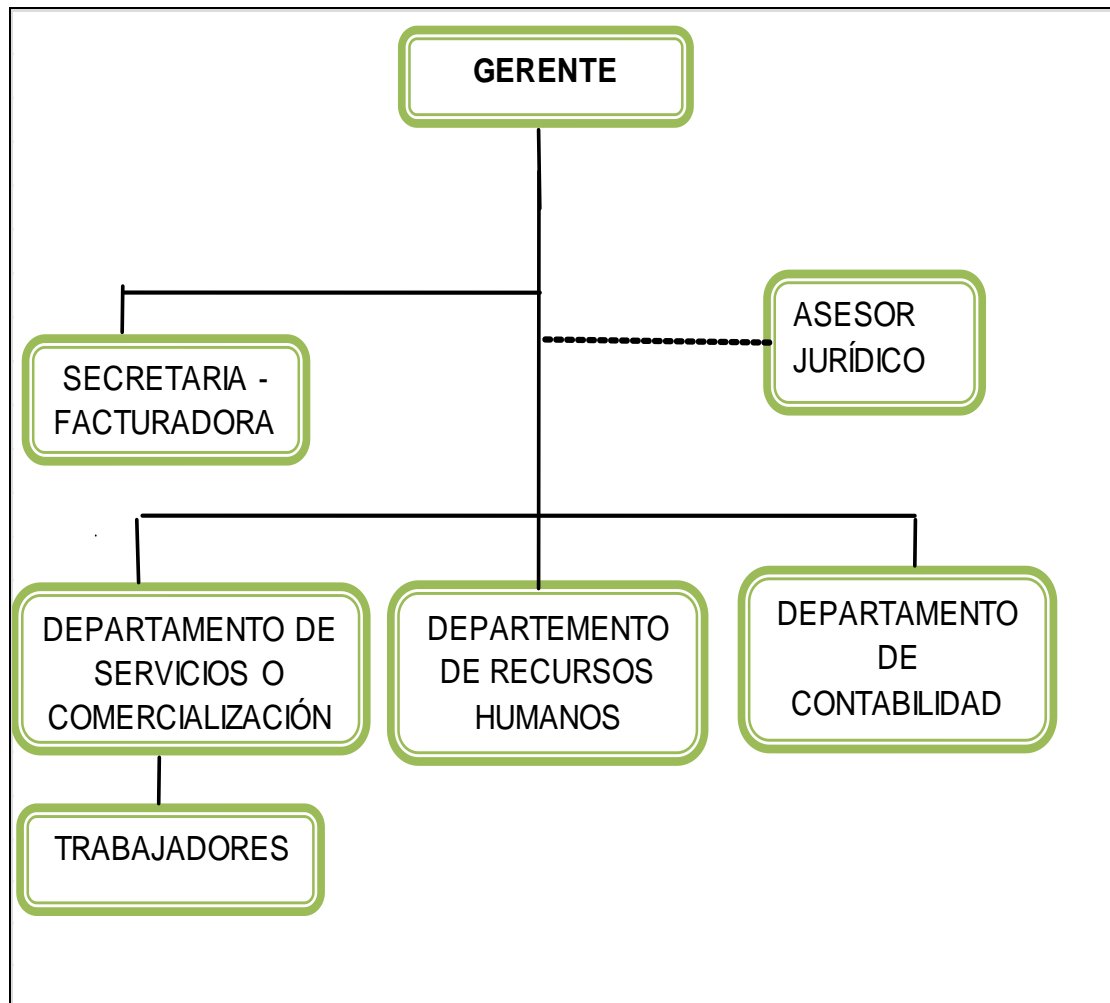 GERENTE
ASESOR
JURÍDICO
SECRETARIA -
FACTURADORA
DEPARTAMENTO DE
SERVICIOS O
COMERCIALIZACIÓN
DEPARTEMENTO
DE RECURSOS
HUMANOS
DEPARTAMENTO
DE
CONTABILIDAD
TRABAJADORES